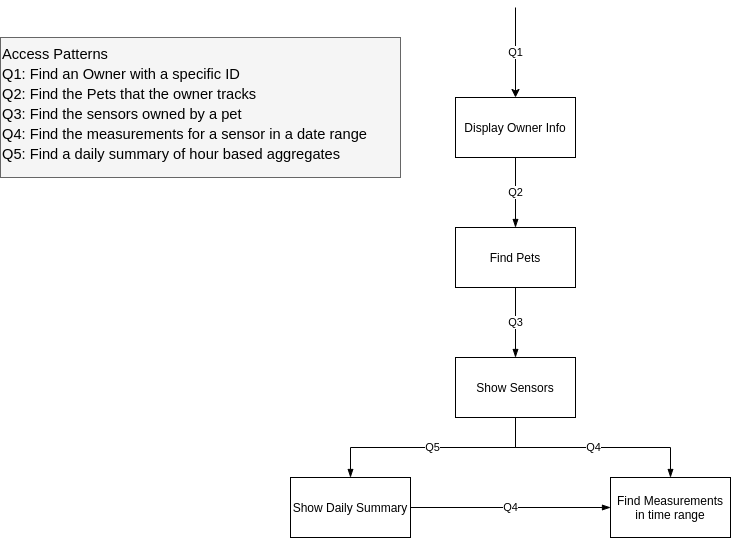 Access Patterns
Q1: Find an Owner with a specific ID
Q2: Find the Pets that the owner tracks
Q3: Find the sensors owned by a pet
Q4: Find the measurements for a sensor in a date range
Q5: Find a daily summary of hour based aggregates
Q1
Display Owner Info
Q2
Find Pets
Q3
Show Sensors
Q5
Q4
Show Daily Summary
Q4
Find Measurements
in time range